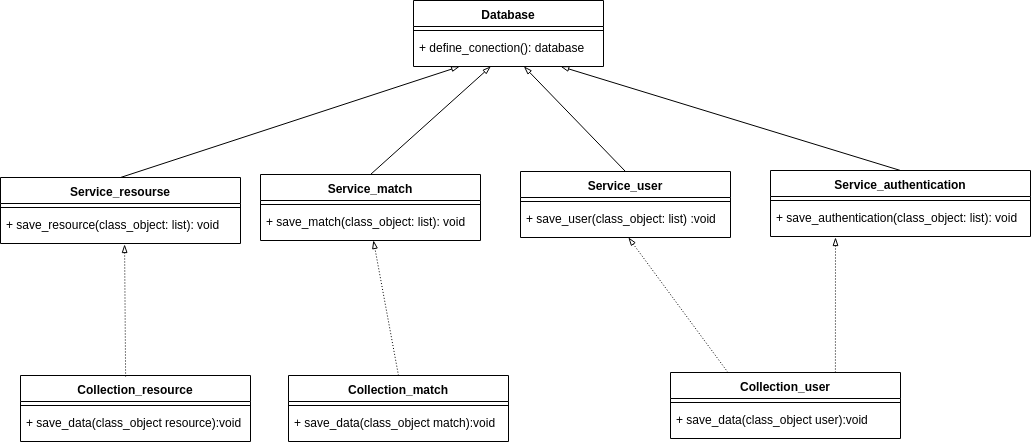 Database
+ define_conection(): database
Service_resourse
+ save_resource(class_object: list): void
Service_match
+ save_match(class_object: list): void
Service_user
+ save_user(class_object: list) :void
Service_authentication
+ save_authentication(class_object: list): void
Collection_resource
+ save_data(class_object resource):void
Collection_match
+ save_data(class_object match):void
Collection_user
+ save_data(class_object user):void